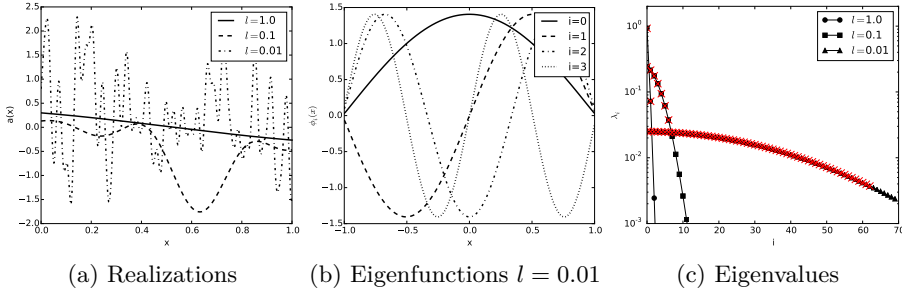 2.5
2.0
1.5
1.0
0.5
0.0
−0.5
−1.0
−1.5
−2.0
0.0 0.2 0.4 0.6 0.8 1.0
x
a(x)
l = 1.0
l = 0.1
l = 0.01
(a) Realizations
1.5
1.0
0.5
0.0
−0.5
−1.0
−1.5
−1.0 −0.5 0.0 0.5 1.0
x
ϕᵢ(x)
i=0
i=1
i=2
i=3
(b) Eigenfunctions l = 0.01
10⁰
10⁻¹
10⁻²
10⁻³
0 10 20 30 40 50 60 70
i
λᵢ
l = 1.0
l = 0.1
l = 0.01
(c) Eigenvalues